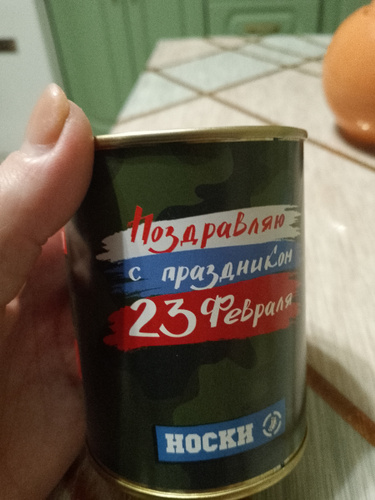 Поздравляю
с праздником
23 Февраля
НОСКИ